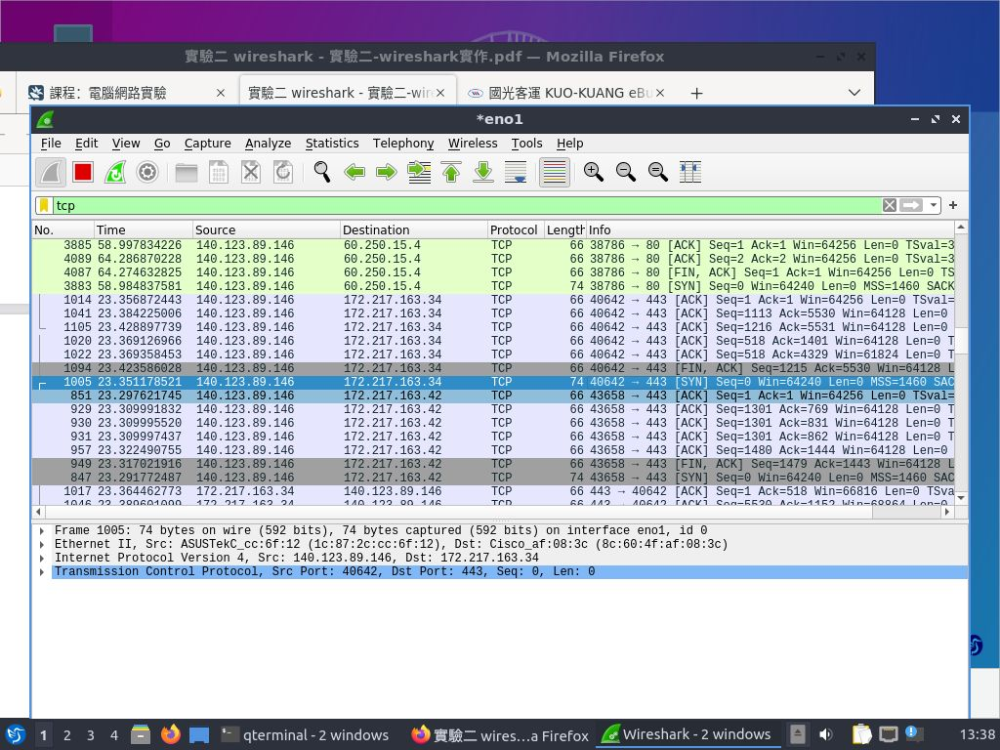 實驗二 wireshark - 實驗二-wireshark實作.pdf — Mozilla Firefox
課程：電腦網路實驗 實驗二 wireshark - 實驗二-wir 國光客運 KUO-KUANG eBu
*eno1
File Edit View Go Capture Analyze Statistics Telephony Wireless Tools Help
tcp
No. Time Source Destination Protocol Length Info
3885 58.997834226 140.123.89.146 60.250.15.4 TCP 66 38786 → 80 [ACK] Seq=1 Ack=1 Win=64256 Len=0 TSval=3
4089 64.286870228 140.123.89.146 60.250.15.4 TCP 66 38786 → 80 [ACK] Seq=2 Ack=2 Win=64256 Len=0 TSval=3
4087 64.274632825 140.123.89.146 60.250.15.4 TCP 66 38786 → 80 [FIN, ACK] Seq=1 Ack=1 Win=64256 Len=0 TS
3883 58.984837581 140.123.89.146 60.250.15.4 TCP 74 38786 → 80 [SYN] Seq=0 Win=64240 Len=0 MSS=1460 SACK
1014 23.356872443 140.123.89.146 172.217.163.34 TCP 66 40642 → 443 [ACK] Seq=1 Ack=1 Win=64256 Len=0 TSval=
1041 23.384225006 140.123.89.146 172.217.163.34 TCP 66 40642 → 443 [ACK] Seq=1113 Ack=5530 Win=64128 Len=0
1105 23.428897739 140.123.89.146 172.217.163.34 TCP 66 40642 → 443 [ACK] Seq=1216 Ack=5531 Win=64128 Len=0
1020 23.369126966 140.123.89.146 172.217.163.34 TCP 66 40642 → 443 [ACK] Seq=518 Ack=1401 Win=64128 Len=0 T
1022 23.369358453 140.123.89.146 172.217.163.34 TCP 66 40642 → 443 [ACK] Seq=518 Ack=4329 Win=61824 Len=0 T
1094 23.423586028 140.123.89.146 172.217.163.34 TCP 66 40642 → 443 [FIN, ACK] Seq=1215 Ack=5530 Win=64128 L
1005 23.351178521 140.123.89.146 172.217.163.34 TCP 74 40642 → 443 [SYN] Seq=0 Win=64240 Len=0 MSS=1460 SAC
851 23.297621745 140.123.89.146 172.217.163.42 TCP 66 43658 → 443 [ACK] Seq=1 Ack=1 Win=64256 Len=0 TSval=
929 23.309991832 140.123.89.146 172.217.163.42 TCP 66 43658 → 443 [ACK] Seq=1301 Ack=769 Win=64128 Len=0 T
930 23.309995520 140.123.89.146 172.217.163.42 TCP 66 43658 → 443 [ACK] Seq=1301 Ack=831 Win=64128 Len=0 T
931 23.309997437 140.123.89.146 172.217.163.42 TCP 66 43658 → 443 [ACK] Seq=1301 Ack=862 Win=64128 Len=0 T
957 23.322490755 140.123.89.146 172.217.163.42 TCP 66 43658 → 443 [ACK] Seq=1480 Ack=1444 Win=64128 Len=0
949 23.317021916 140.123.89.146 172.217.163.42 TCP 66 43658 → 443 [FIN, ACK] Seq=1479 Ack=1443 Win=64128 L
847 23.291772487 140.123.89.146 172.217.163.42 TCP 74 43658 → 443 [SYN] Seq=0 Win=64240 Len=0 MSS=1460 SAC
1017 23.364462773 172.217.163.34 140.123.89.146 TCP 66 443 → 40642 [ACK] Seq=1 Ack=518 Win=66816 Len=0 TSva
1046 23.389601099 172.217.163.34 140.123.89.146 TCP 66 443 → 40642 [ACK] Seq=5530 Ack=1152 Win=68864 Len=0
Frame 1005: 74 bytes on wire (592 bits), 74 bytes captured (592 bits) on interface eno1, id 0
Ethernet II, Src: ASUSTekC_cc:6f:12 (1c:87:2c:cc:6f:12), Dst: Cisco_af:08:3c (8c:60:4f:af:08:3c)
Internet Protocol Version 4, Src: 140.123.89.146, Dst: 172.217.163.34
Transmission Control Protocol, Src Port: 40642, Dst Port: 443, Seq: 0, Len: 0
1 2 3 4 qterminal - 2 windows 實驗二 wires...a Firefox Wireshark - 2 windows 13:38